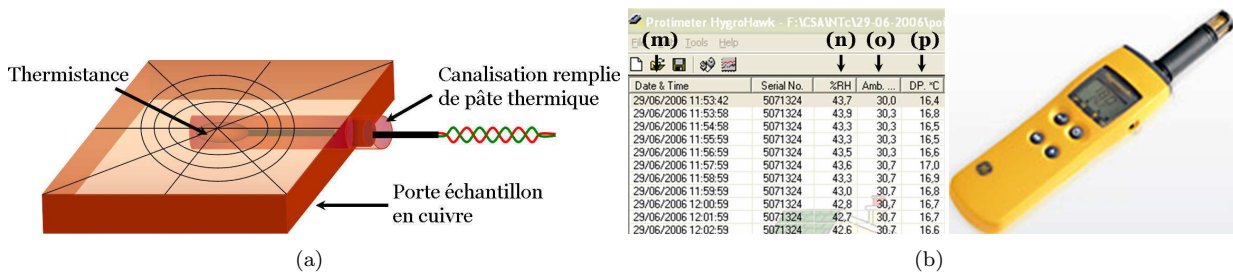 Thermistance
Canalisation remplie
de pâte thermique
Porte échantillon
en cuivre
(a)
Protimeter HygroHawk - F:\CSA\NTc\29-06-2006\poi
Tools Help
(m) (n) (o) (p)
Date & Time Serial No. %RH Amb. ... DP. °C
29/06/2006 11:53:42 5071324 43,7 30,0 16,4
29/06/2006 11:53:58 5071324 43,9 30,3 16,8
29/06/2006 11:54:58 5071324 43,3 30,3 16,5
29/06/2006 11:55:59 5071324 43,3 30,3 16,5
29/06/2006 11:56:59 5071324 43,5 30,3 16,6
29/06/2006 11:57:59 5071324 43,6 30,7 17,0
29/06/2006 11:58:59 5071324 43,3 30,7 16,9
29/06/2006 11:59:59 5071324 43,0 30,7 16,8
29/06/2006 12:00:59 5071324 42,8 30,7 16,7
29/06/2006 12:01:59 5071324 42,7 30,7 16,7
29/06/2006 12:02:59 5071324 42,6 30,7 16,6
(b)